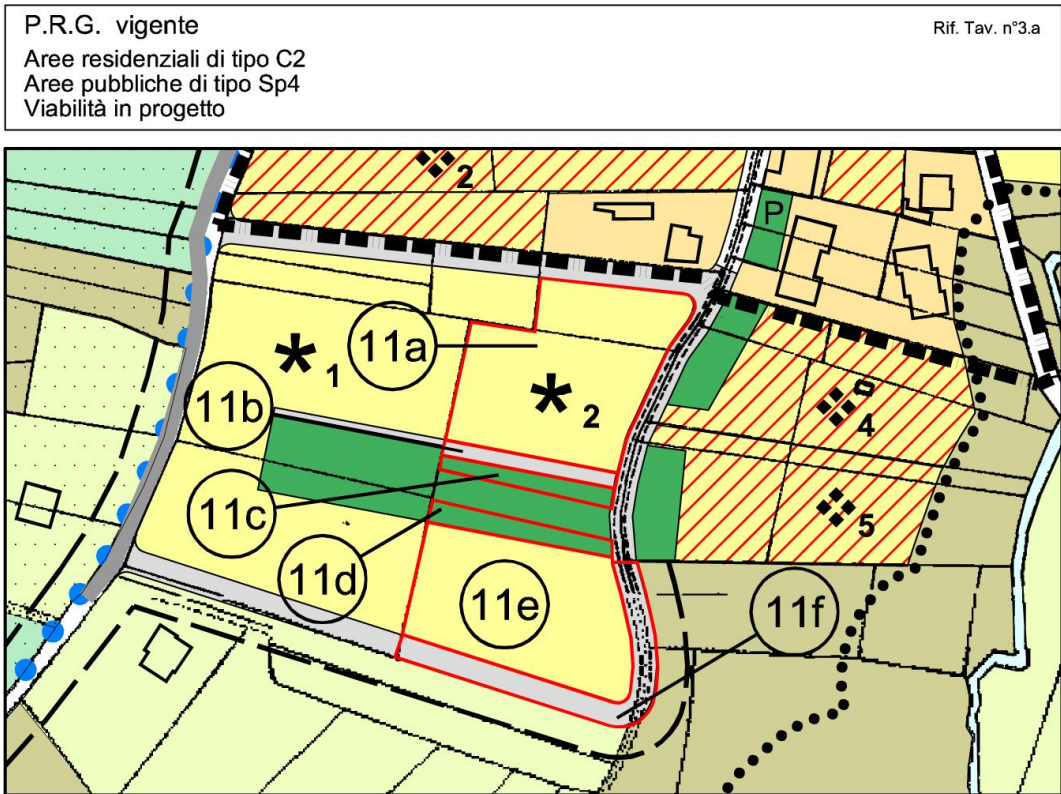 P.R.G. vigente
Rif. Tav. n°3.a
Aree residenziali di tipo C2
Aree pubbliche di tipo Sp4
Viabilità in progetto
2
P
11a
* 1
* 2
11b
4
11c
5
11d
11e
11f